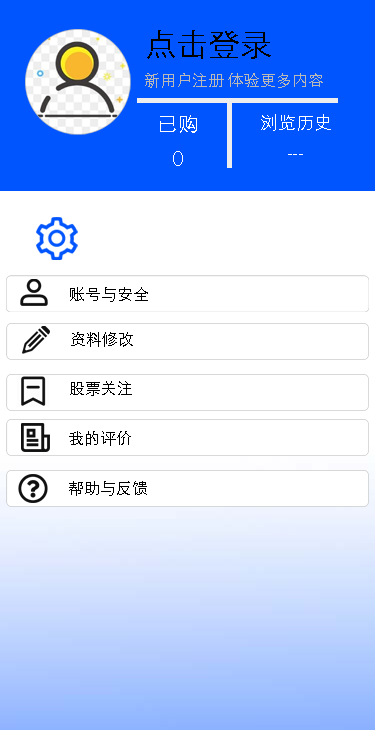 点击登录
新用户注册体验更多内容
已购
浏览历史
0
---
账号与安全
资料修改
股票关注
我的评价
帮助与反馈